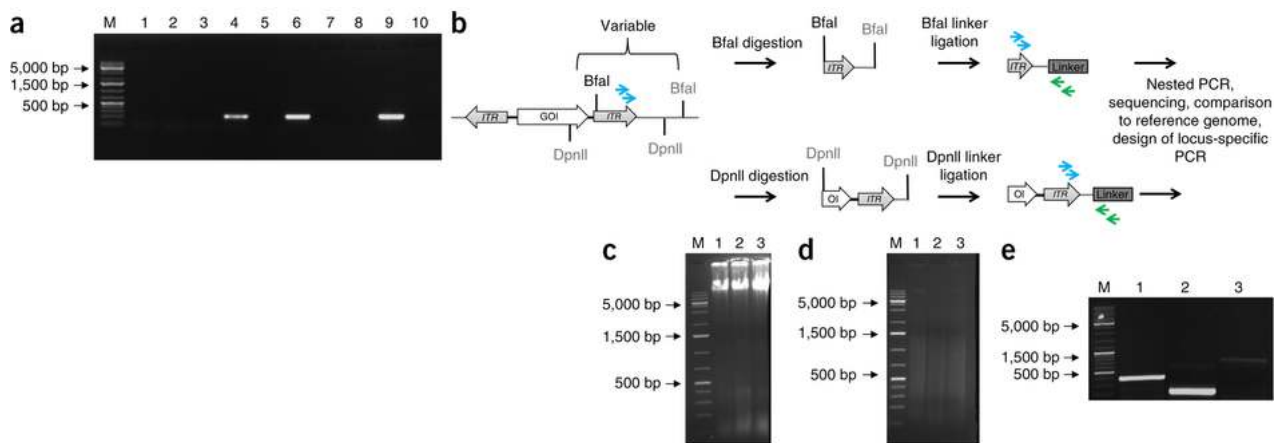 a
M 1 2 3 4 5 6 7 8 9 10
5,000 bp
1,500 bp
500 bp
b
Variable
BfaI
BfaI
ITR
GOI
ITR
DpnII
DpnII
BfaI digestion
BfaI
BfaI
ITR
BfaI linker
ligation
ITR
Linker
DpnII digestion
DpnII
DpnII
OI
ITR
DpnII linker
ligation
OI
ITR
Linker
Nested PCR,
sequencing, comparison
to reference genome,
design of locus-specific
PCR
c
M 1 2 3
5,000 bp
1,500 bp
500 bp
d
M 1 2 3
5,000 bp
1,500 bp
500 bp
e
M 1 2 3
5,000 bp
1,500 bp
500 bp